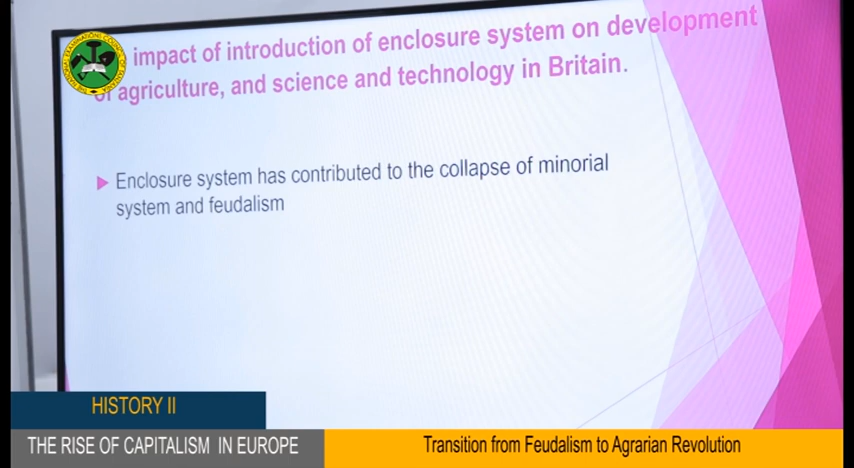 impact of introduction of enclosure system on development
of agriculture, and science and technology in Britain.
Enclosure system has contributed to the collapse of minorial
system and feudalism
HISTORY II
THE RISE OF CAPITALISM IN EUROPE
Transition from Feudalism to Agrarian Revolution